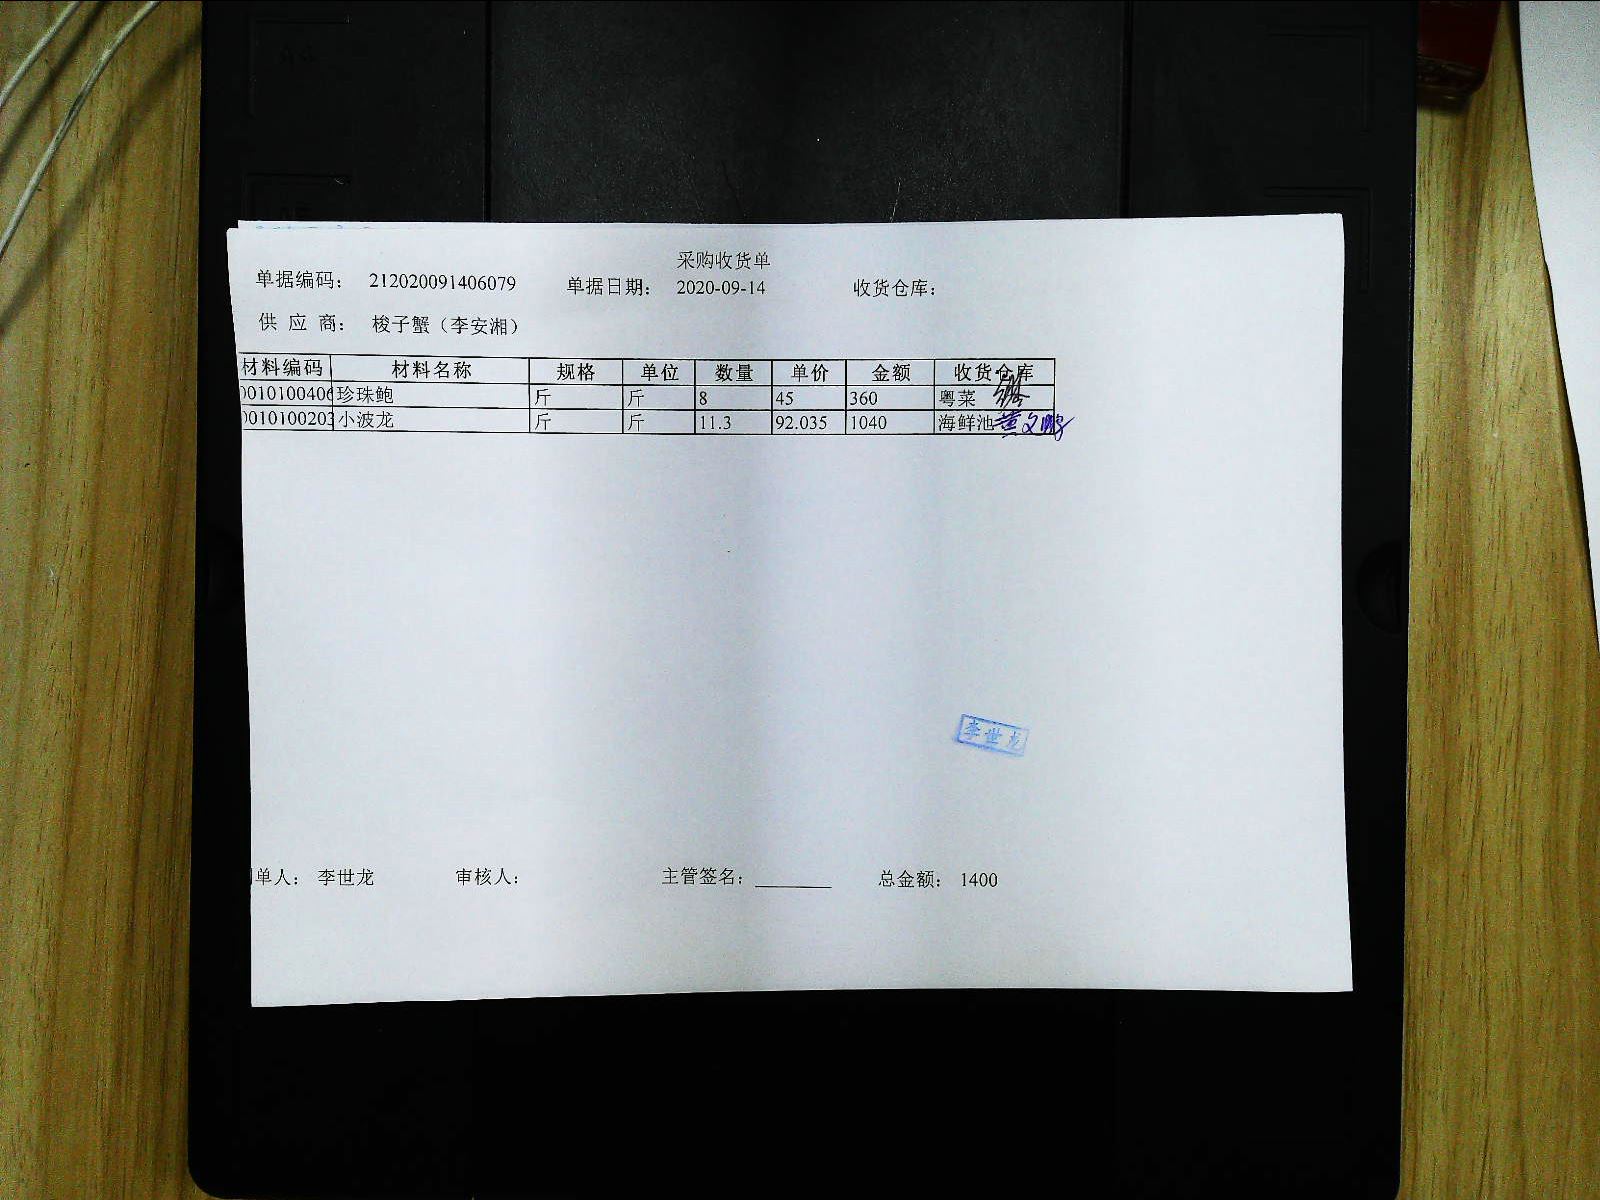 采购收货单
单据编码： 212020091406079 单据日期： 2020-09-14 收货仓库：
供 应 商： 梭子蟹（李安湘）
材料编码 材料名称 规格 单位 数量 单价 金额 收货仓库
0010100406 珍珠鲍 斤 斤 8 45 360 粤菜
0010100203 小波龙 斤 斤 11.3 92.035 1040 海鲜池 董文鹏
李世龙
单人： 李世龙 审核人： 主管签名： 总金额： 1400